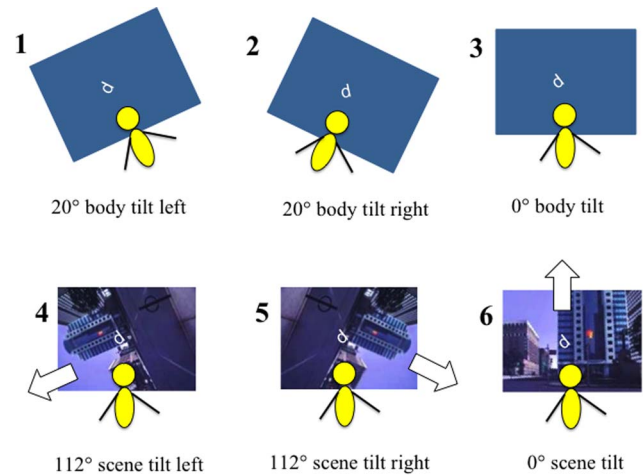 1
d
2
d
3
d
20° body tilt left
20° body tilt right
0° body tilt
4
d
5
d
6
d
112° scene tilt left
112° scene tilt right
0° scene tilt